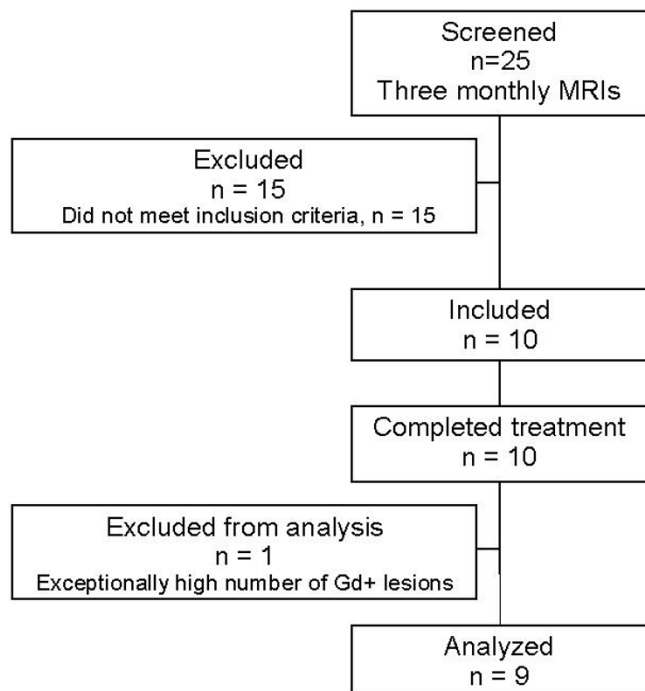 Screened
n=25
Three monthly MRIs
Excluded
n = 15
Did not meet inclusion criteria, n = 15
Included
n = 10
Completed treatment
n = 10
Excluded from analysis
n = 1
Exceptionally high number of Gd+ lesions
Analyzed
n = 9